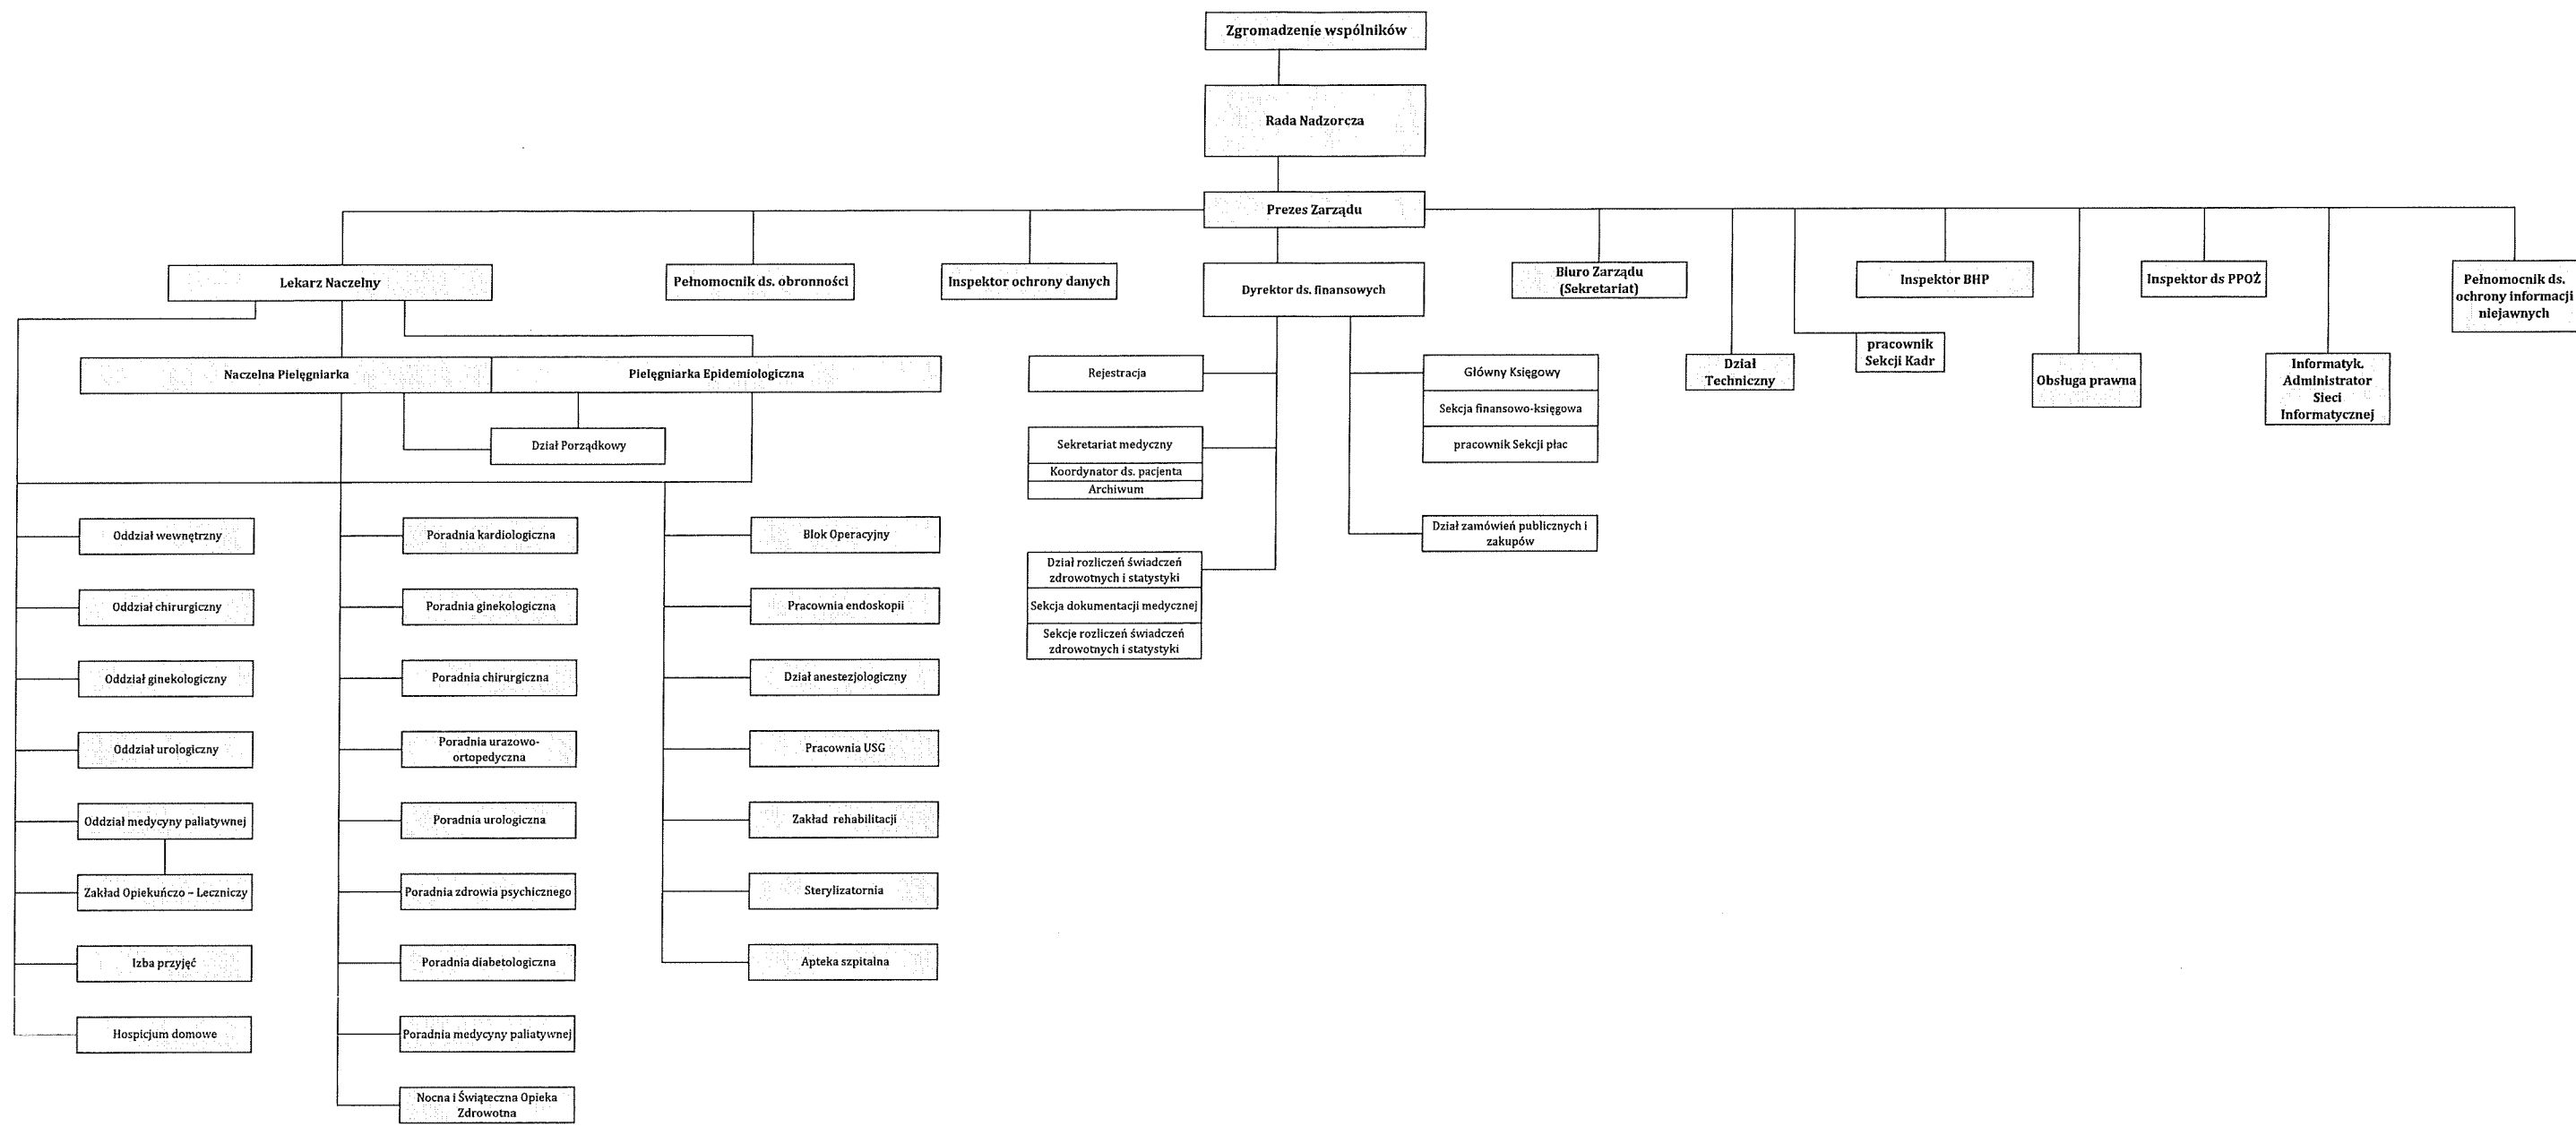 Zgromadzenie wspólników
Rada Nadzorcza
Prezes Zarządu
Lekarz Naczelny
Pełnomocnik ds. obronności
Inspektor ochrony danych
Dyrektor ds. finansowych
Biuro Zarządu
(Sekretariat)
Inspektor BHP
Inspektor ds PPOŻ
Pełnomocnik ds.
ochrony informacji
niejawnych
Naczelna Pielęgniarka
Pielęgniarka Epidemiologiczna
Rejestracja
Główny Księgowy
Dział
Techniczny
pracownik
Sekcji Kadr
Obsługa prawna
Informatyk.
Administrator
Sieci
Informatycznej
Sekcja finansowo-księgowa
Dział Porządkowy
Sekretariat medyczny
pracownik Sekcji płac
Koordynator ds. pacjenta
Archiwum
Oddział wewnętrzny
Poradnia kardiologiczna
Blok Operacyjny
Dział zamówień publicznych i
zakupów
Dział rozliczeń świadczeń
zdrowotnych i statystyki
Oddział chirurgiczny
Poradnia ginekologiczna
Pracownia endoskopii
Sekcja dokumentacji medycznej
Sekcje rozliczeń świadczeń
zdrowotnych i statystyki
Oddział ginekologiczny
Poradnia chirurgiczna
Dział anestezjologiczny
Oddział urologiczny
Poradnia urazowo-
ortopedyczna
Pracownia USG
Oddział medycyny paliatywnej
Poradnia urologiczna
Zakład rehabilitacji
Zakład Opiekuńczo – Leczniczy
Poradnia zdrowia psychicznego
Sterylizatornia
Izba przyjęć
Poradnia diabetologiczna
Apteka szpitalna
Hospicjum domowe
Poradnia medycyny paliatywnej
Nocna i Świąteczna Opieka
Zdrowotna